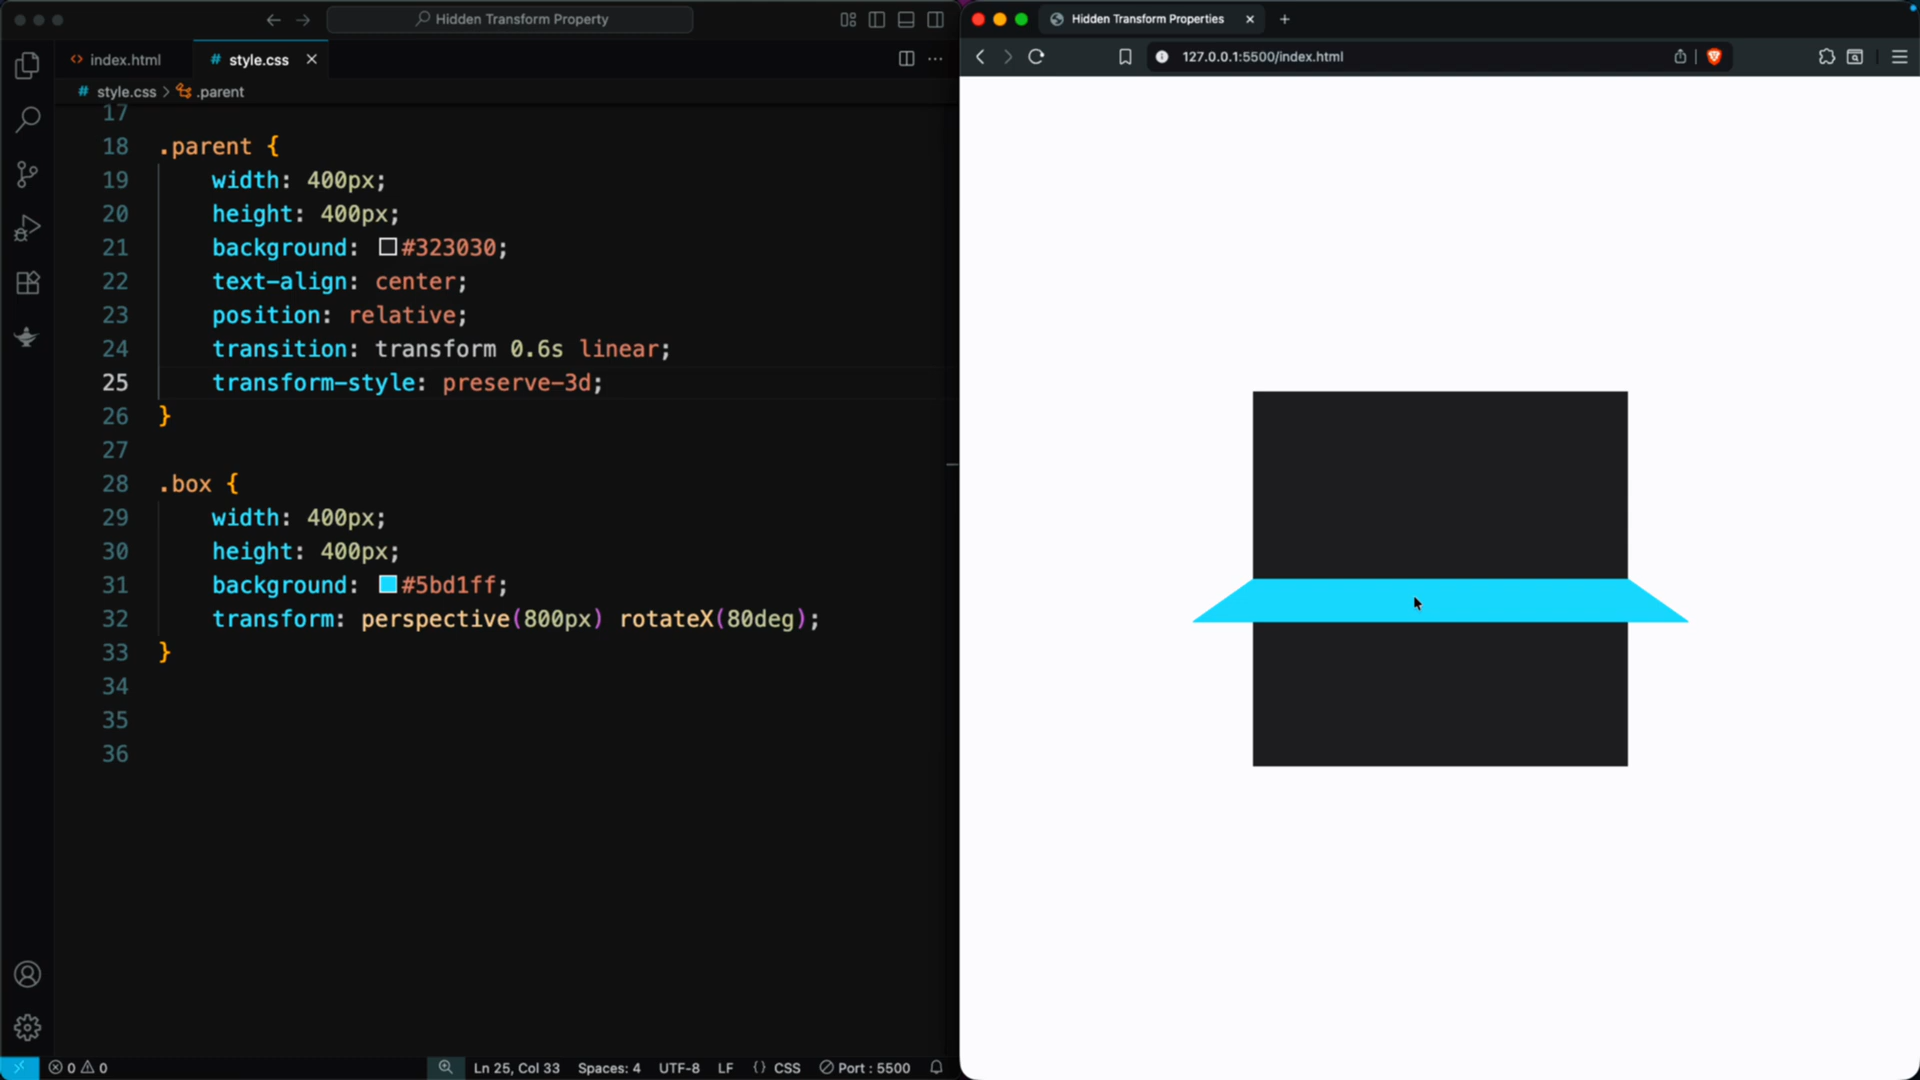 Hidden Transform Property
index.html
style.css
style.css > .parent
17
18 .parent {
19 width: 400px;
20 height: 400px;
21 background: #323030;
22 text-align: center;
23 position: relative;
24 transition: transform 0.6s linear;
25 transform-style: preserve-3d;
26 }
27
28 .box {
29 width: 400px;
30 height: 400px;
31 background: #5bd1ff;
32 transform: perspective(800px) rotateX(80deg);
33 }
34
35
36
0 0
Ln 25, Col 33 Spaces: 4 UTF-8 LF {} CSS Port : 5500
Hidden Transform Properties
127.0.0.1:5500/index.html